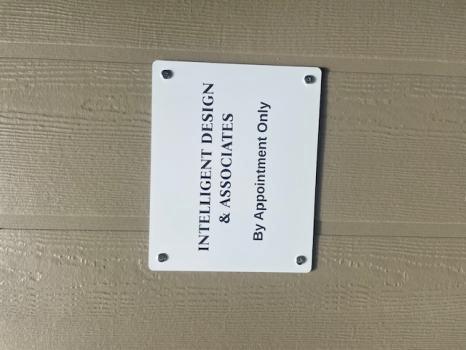 INTELLIGENT DESIGN
& ASSOCIATES
By Appointment Only